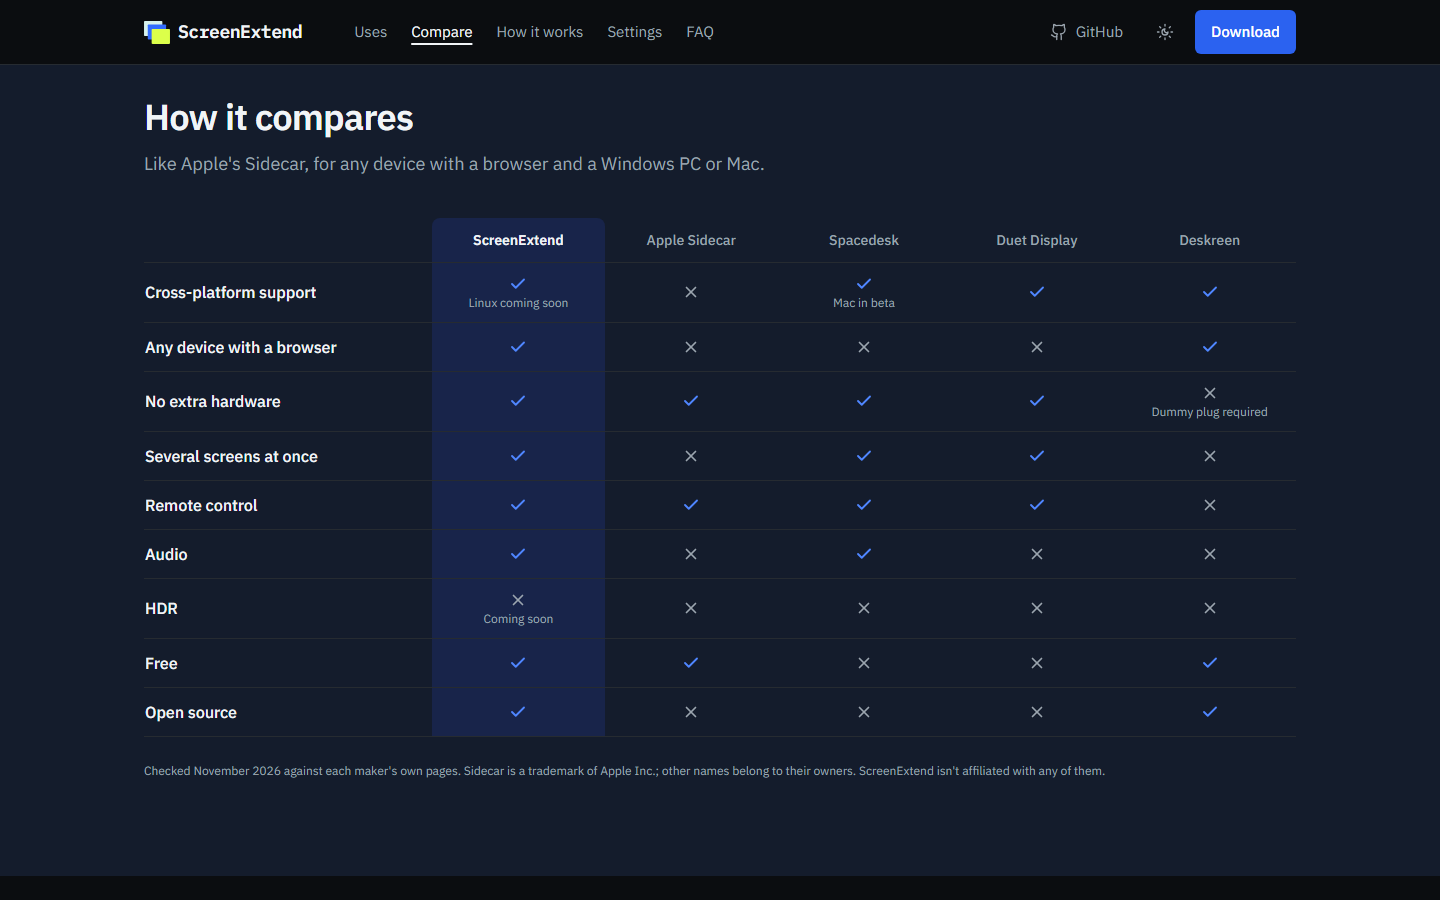 ScreenExtend
Uses
Compare
How it works
Settings
FAQ
GitHub
Download
How it compares
Like Apple's Sidecar, for any device with a browser and a Windows PC or Mac.
ScreenExtend
Apple Sidecar
Spacedesk
Duet Display
Deskreen
Cross-platform support
Linux coming soon
Mac in beta
Any device with a browser
No extra hardware
Dummy plug required
Several screens at once
Remote control
Audio
HDR
Coming soon
Free
Open source
Checked November 2026 against each maker's own pages. Sidecar is a trademark of Apple Inc.; other names belong to their owners. ScreenExtend isn't affiliated with any of them.